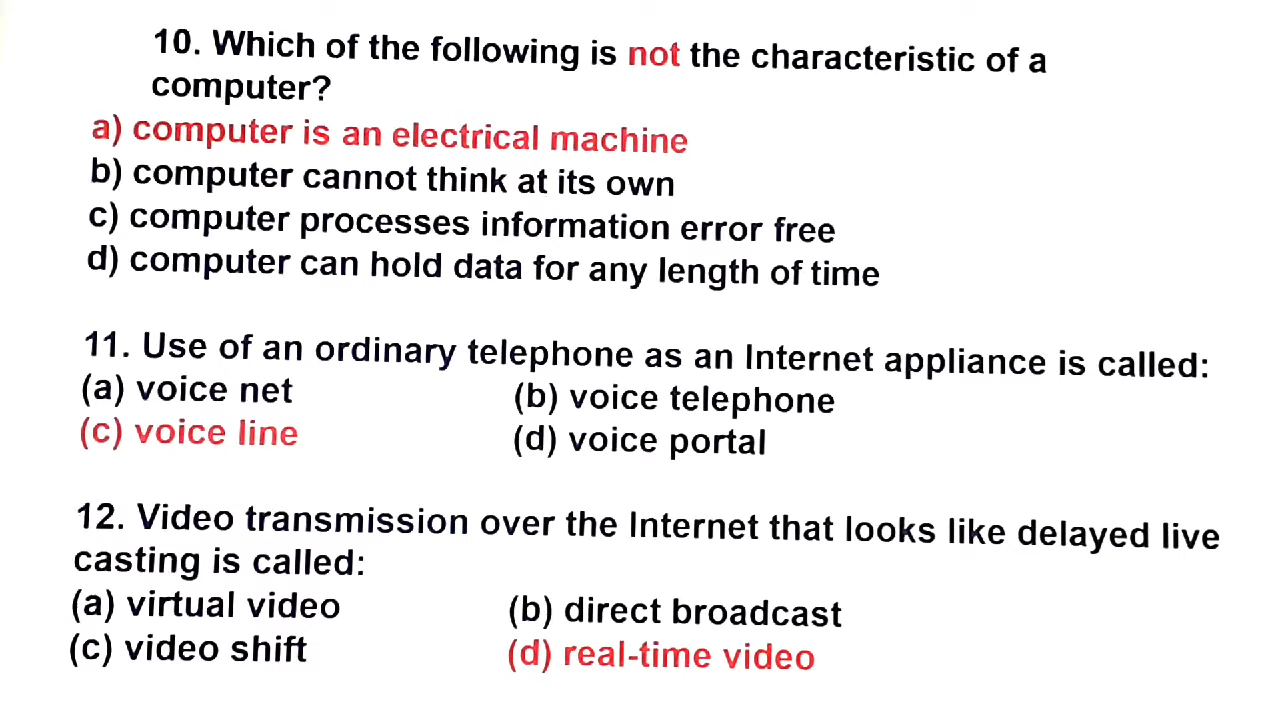 10. Which of the following is not the characteristic of a
computer?
a) computer is an electrical machine
b) computer cannot think at its own
c) computer processes information error free
d) computer can hold data for any length of time
11. Use of an ordinary telephone as an Internet appliance is called:
(a) voice net (b) voice telephone
(c) voice line (d) voice portal
12. Video transmission over the Internet that looks like delayed live
casting is called:
(a) virtual video (b) direct broadcast
(c) video shift (d) real-time video